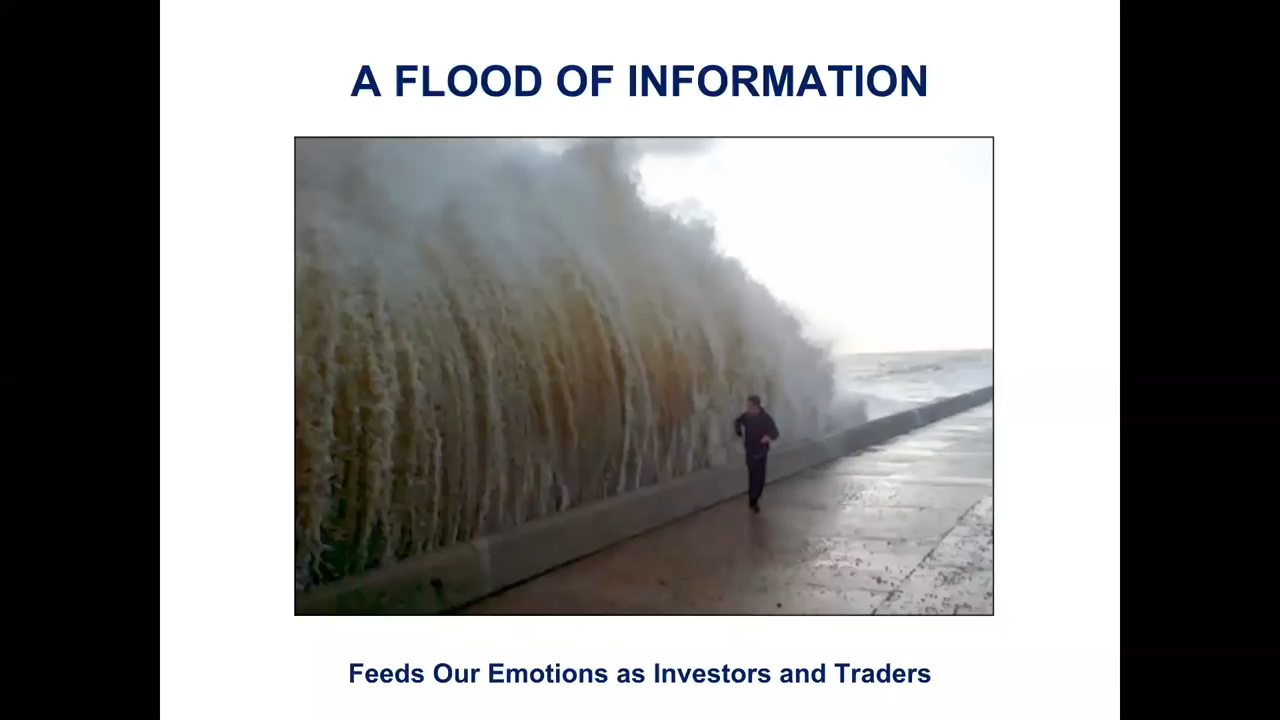 A FLOOD OF INFORMATION
Feeds Our Emotions as Investors and Traders